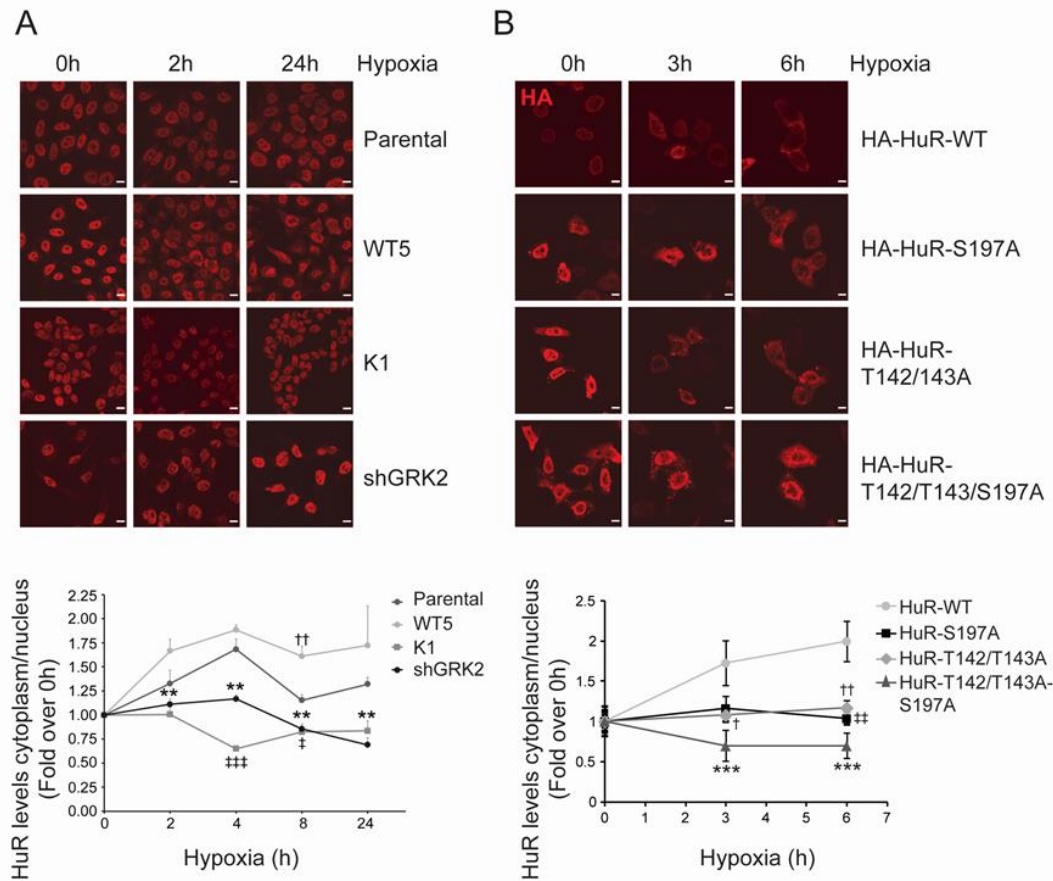 A
0h 2h 24h Hypoxia
Parental
WT5
K1
shGRK2
HuR levels cytoplasm/nucleus
(Fold over 0h)
2.25
2.00
1.75
1.50
1.25
1.00
0.75
0.50
0.25
0.00
†† 
** ** ** **
‡‡‡ ‡
0 2 4 8 24
Hypoxia (h)
Parental
WT5
K1
shGRK2
B
0h 3h 6h Hypoxia
HA
HA-HuR-WT
HA-HuR-S197A
HA-HuR-
T142/143A
HA-HuR-
T142/T143/S197A
HuR levels cytoplasm/nucleus
(Fold over 0h)
2.5
2
1.5
1
0.5
0
††
† ‡‡
*** ***
0 1 2 3 4 5 6 7
Hypoxia (h)
HuR-WT
HuR-S197A
HuR-T142/T143A
HuR-T142/T143A-
S197A